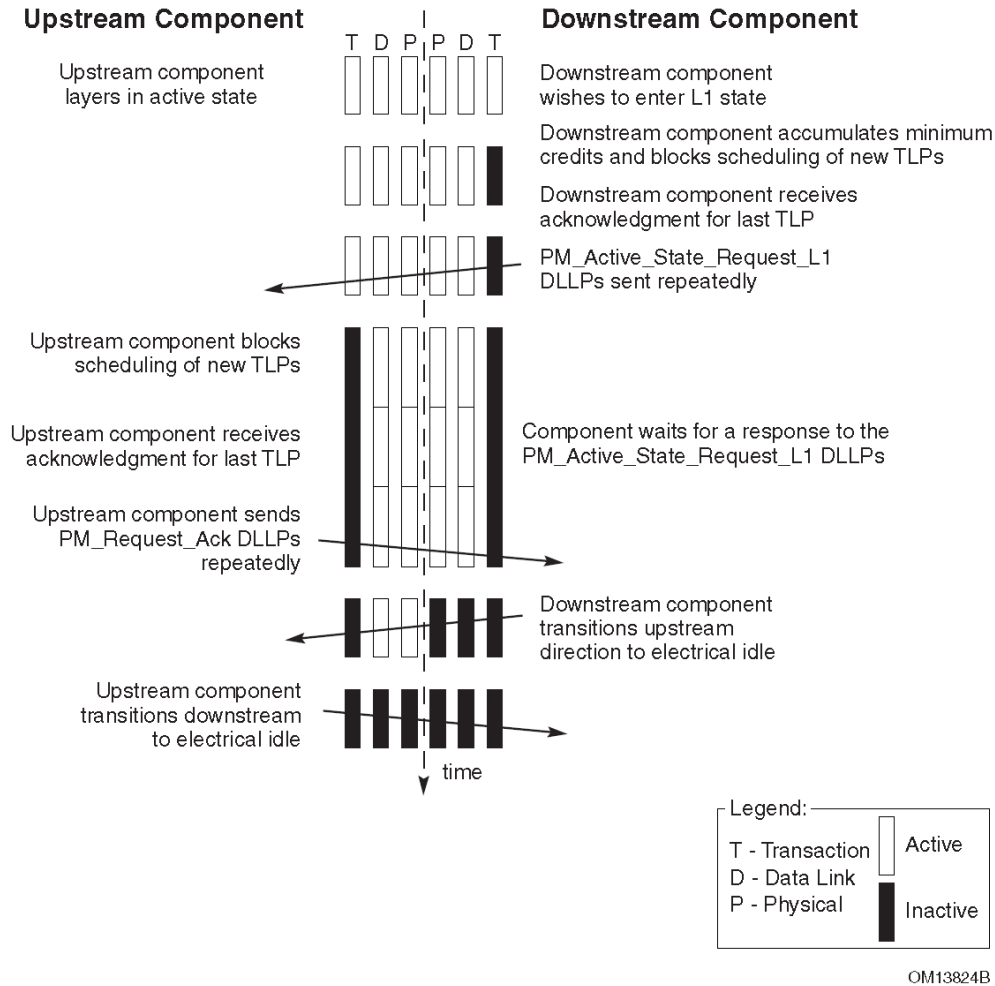 Upstream Component
Downstream Component
T D P P D T
Upstream component
layers in active state
Downstream component
wishes to enter L1 state
Downstream component accumulates minimum
credits and blocks scheduling of new TLPs
Downstream component receives
acknowledgment for last TLP
PM_Active_State_Request_L1
DLLPs sent repeatedly
Upstream component blocks
scheduling of new TLPs
Upstream component receives
acknowledgment for last TLP
Component waits for a response to the
PM_Active_State_Request_L1 DLLPs
Upstream component sends
PM_Request_Ack DLLPs
repeatedly
Downstream component
transitions upstream
direction to electrical idle
Upstream component
transitions downstream
to electrical idle
time
Legend:
T - Transaction
D - Data Link
P - Physical
Active
Inactive
OM13824B